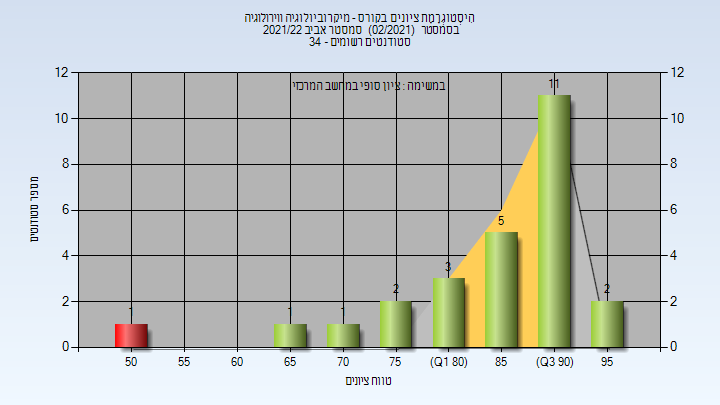 היסטוגרמת ציונים בקורס - מיקרוביולוגיה ווירולוגיה
בסמסטר (02/2021) סמסטר אביב 2021/22
סטודנטים רשומים - 34
במשימה : ציון סופי במחשב המרכזי
12 12
10 10
8 8
6 6
4 4
2 2
0 0
מספר סטודנטים
1 1 1 2 3 5 11 2
50 55 60 65 70 75 (Q1 80) 85 (Q3 90) 95
טווח ציונים